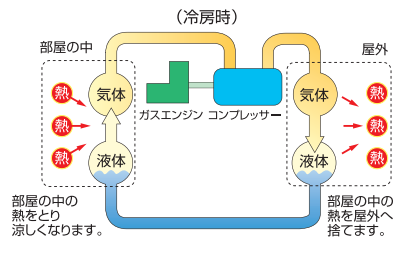 （冷房時）
部屋の中
屋外
熱
熱
熱
気体
液体
ガスエンジン
コンプレッサー
気体
液体
熱
熱
熱
部屋の中の
熱をとり
涼しくなります。
部屋の中の
熱を屋外へ
捨てます。